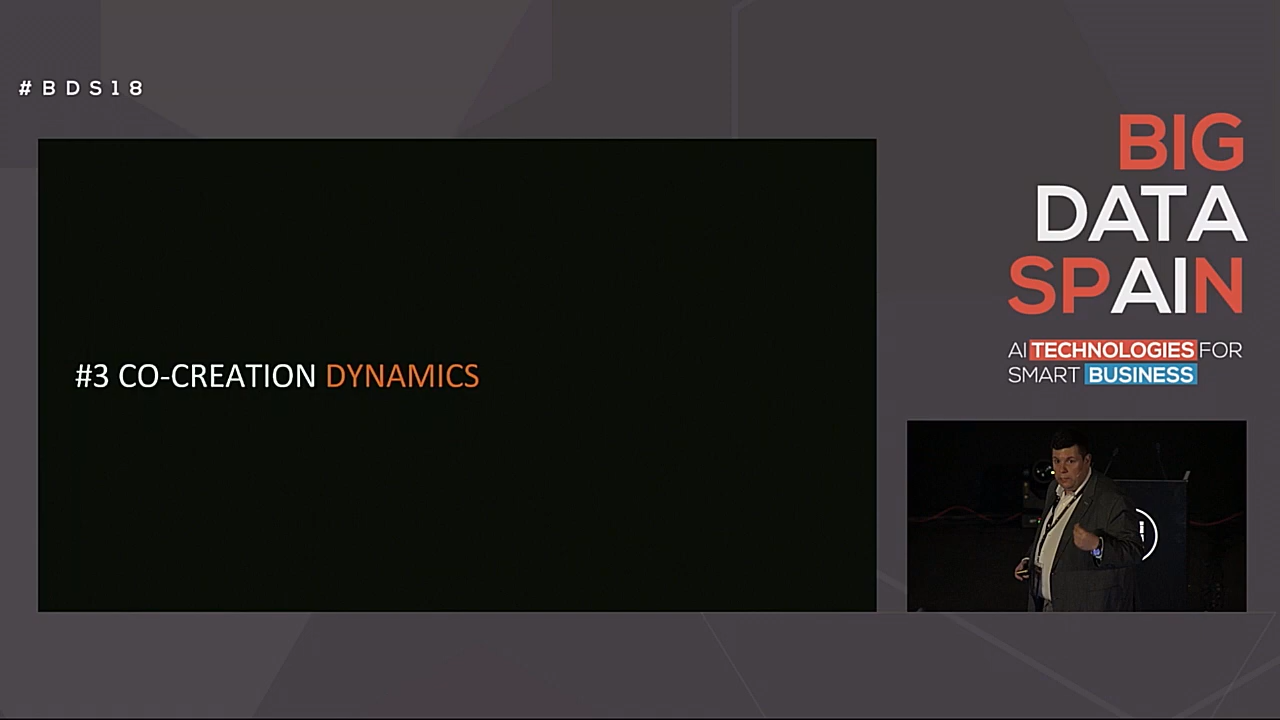 #BDS18
BIG
DATA
SPAIN
AI TECHNOLOGIES FOR
SMART BUSINESS
#3 CO-CREATION DYNAMICS